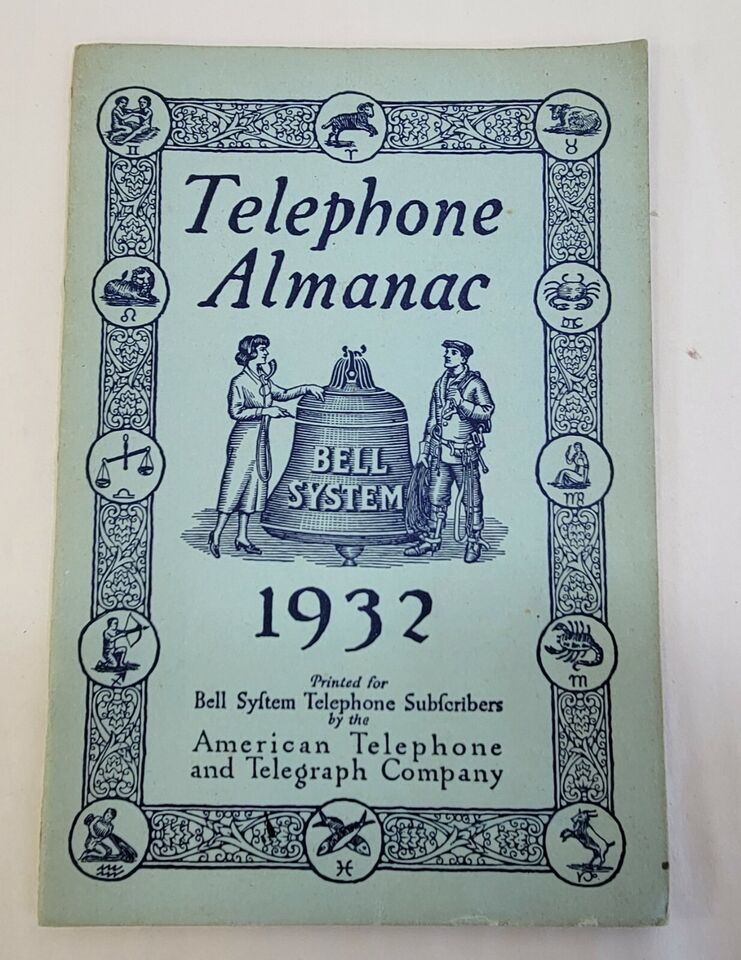 Telephone
Almanac
BELL
SYSTEM
1932
Printed for
Bell Syſtem Telephone Subſcribers
by the
American Telephone
and Telegraph Company